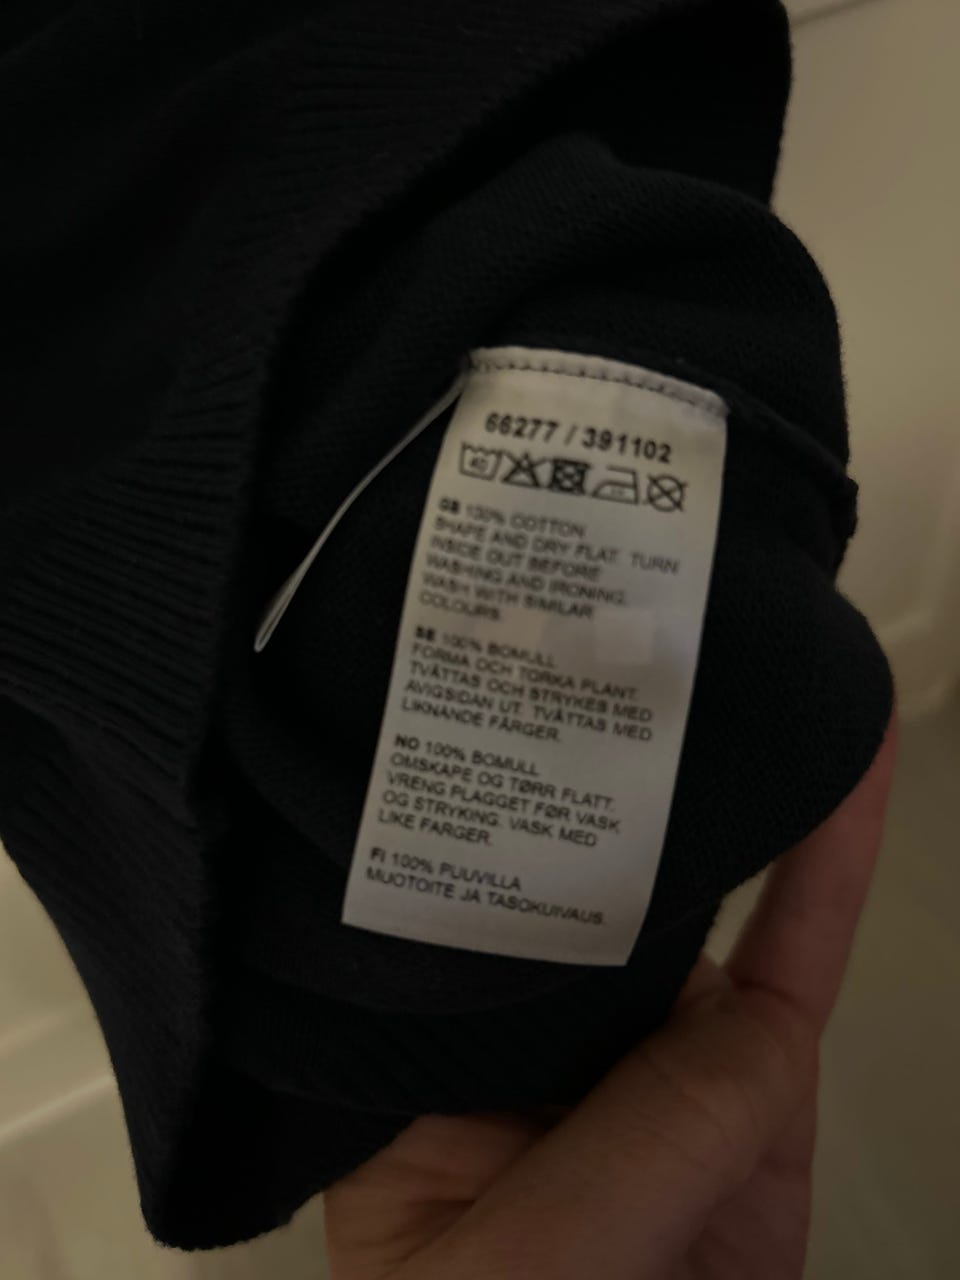 66277 / 391102
40
GB 100% COTTON
SHAPE AND DRY FLAT. TURN
INSIDE OUT BEFORE
WASHING AND IRONING.
WASH WITH SIMILAR
COLOURS.
SE 100% BOMULL
FORMA OCH TORKA PLANT.
TVÄTTAS OCH STRYKES MED
AVIGSIDAN UT. TVÄTTAS MED
LIKNANDE FÄRGER.
NO 100% BOMULL
OMSKAPE OG TØRR FLATT.
VRENG PLAGGET FØR VASK
OG STRYKING. VASK MED
LIKE FARGER.
FI 100% PUUVILLA
MUOTOITE JA TASOKUIVAUS.